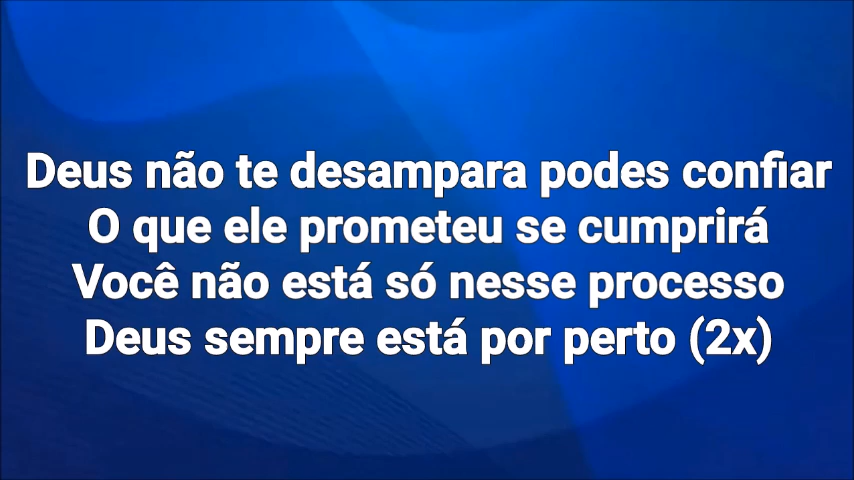 Deus não te desampara podes confiar
O que ele prometeu se cumprirá
Você não está só nesse processo
Deus sempre está por perto (2x)